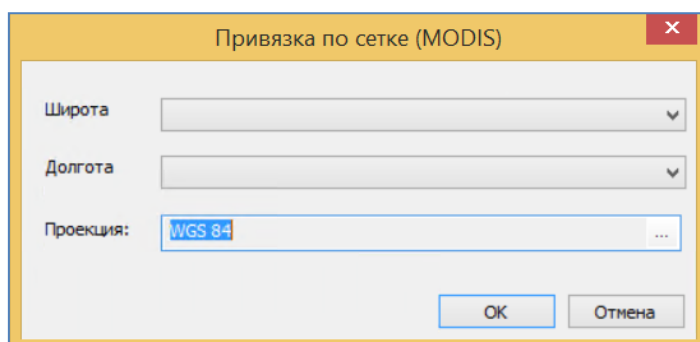 Привязка по сетке (MODIS)
Широта
Долгота
Проекция: WGS 84 ...
OK Отмена